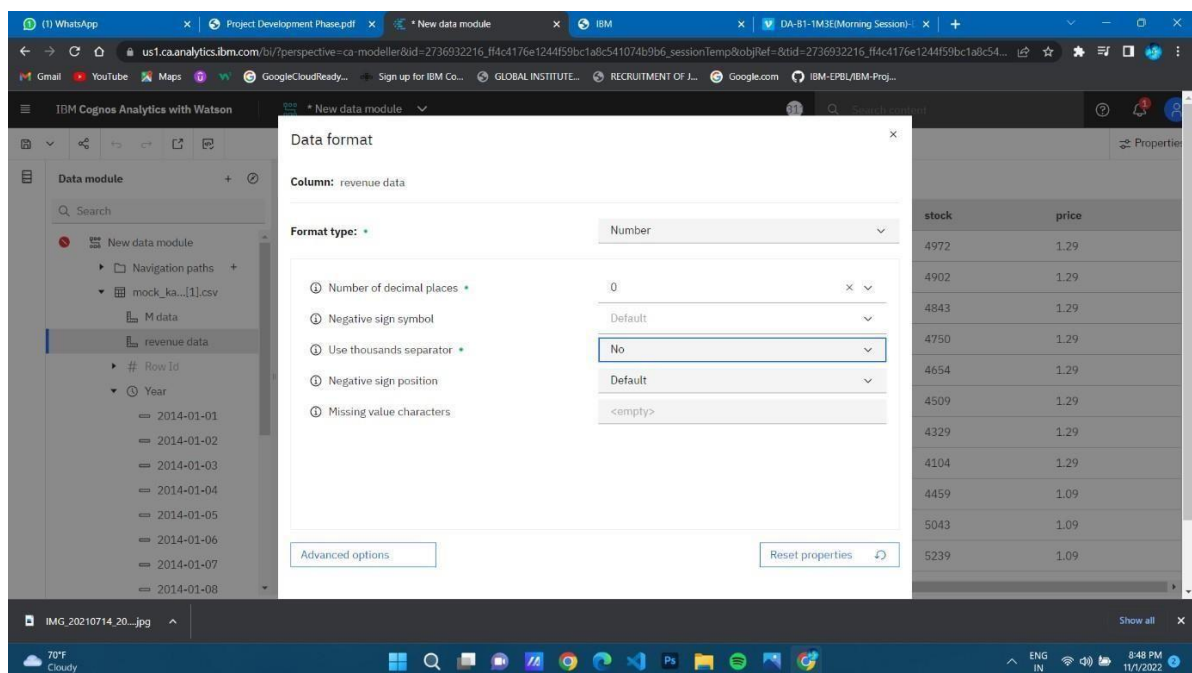 (1) WhatsApp
Project Development Phase.pdf
* New data module
IBM
DA-B1-1M3E(Morning Session)-
us1.ca.analytics.ibm.com/bi/?perspective=ca-modeller&id=2736932216_ff4c4176e1244f59bc1a8c541074b9b6_sessionTemp&objRef=&tid=2736932216_ff4c4176e1244f59bc1a8c54...
Gmail
YouTube
Maps
GoogleCloudReady...
Sign up for IBM Co...
GLOBAL INSTITUTE...
RECRUITMENT OF J...
Google.com
IBM-EPBL/IBM-Proj...
IBM Cognos Analytics with Watson
* New data module
31
Search content
1
Properties
Data module
Search
New data module
Navigation paths
mock_ka...[1].csv
M data
revenue data
# Row Id
Year
2014-01-01
2014-01-02
2014-01-03
2014-01-04
2014-01-05
2014-01-06
2014-01-07
2014-01-08
Data format
Column: revenue data
Format type:
Number
Number of decimal places
0
Negative sign symbol
Default
Use thousands separator
No
Negative sign position
Default
Missing value characters
<empty>
Advanced options
Reset properties
stock price
4972 1.29
4902 1.29
4843 1.29
4750 1.29
4654 1.29
4509 1.29
4329 1.29
4104 1.29
4459 1.09
5043 1.09
5239 1.09
IMG_20210714_20....jpg
Show all
70°F
Cloudy
Ps
ENG
IN
8:48 PM
11/1/2022
2